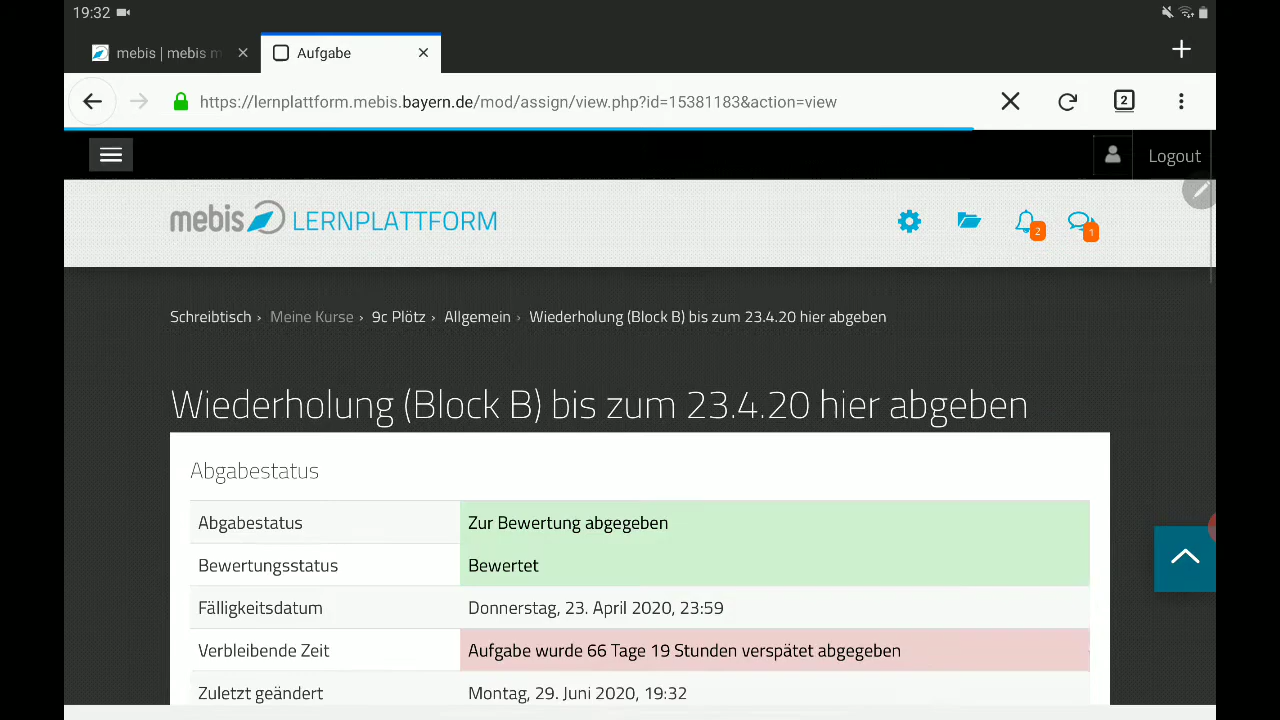 19:32
mebis | mebis m
Aufgabe
https://lernplattform.mebis.bayern.de/mod/assign/view.php?id=15381183&action=view
2
Logout
mebis LERNPLATTFORM
2
1
Schreibtisch › Meine Kurse › 9c Plötz › Allgemein › Wiederholung (Block B) bis zum 23.4.20 hier abgeben
Wiederholung (Block B) bis zum 23.4.20 hier abgeben
Abgabestatus
Abgabestatus Zur Bewertung abgegeben
Bewertungsstatus Bewertet
Fälligkeitsdatum Donnerstag, 23. April 2020, 23:59
Verbleibende Zeit Aufgabe wurde 66 Tage 19 Stunden verspätet abgegeben
Zuletzt geändert Montag, 29. Juni 2020, 19:32